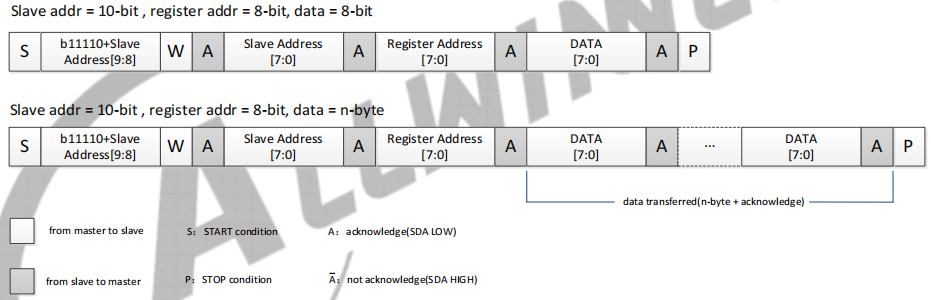 Slave addr = 10-bit , register addr = 8-bit, data = 8-bit
S b11110+Slave Address[9:8] W A Slave Address [7:0] A Register Address [7:0] A DATA [7:0] A P
Slave addr = 10-bit , register addr = 8-bit, data = n-byte
S b11110+Slave Address[9:8] W A Slave Address [7:0] A Register Address [7:0] A DATA [7:0] A ... DATA [7:0] A P
data transferred(n-byte + acknowledge)
from master to slave S: START condition A: acknowledge(SDA LOW)
from slave to master P: STOP condition A̅: not acknowledge(SDA HIGH)
ALLWINNER